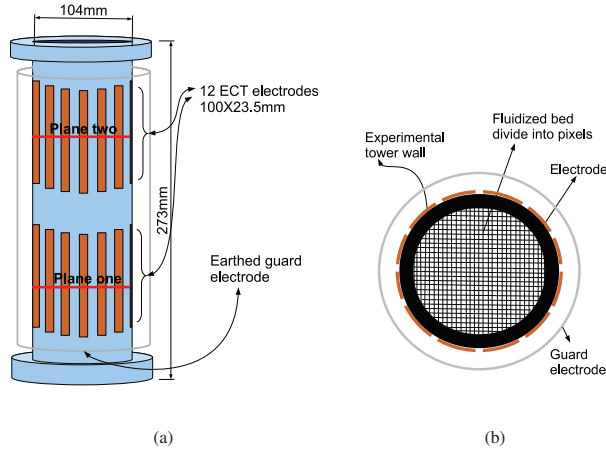 104mm
12 ECT electrodes
100X23.5mm
Plane two
273mm
Plane one
Earthed guard
electrode
(a)
Fluidized bed
divide into pixels
Experimental
tower wall
Electrode
Guard
electrode
(b)